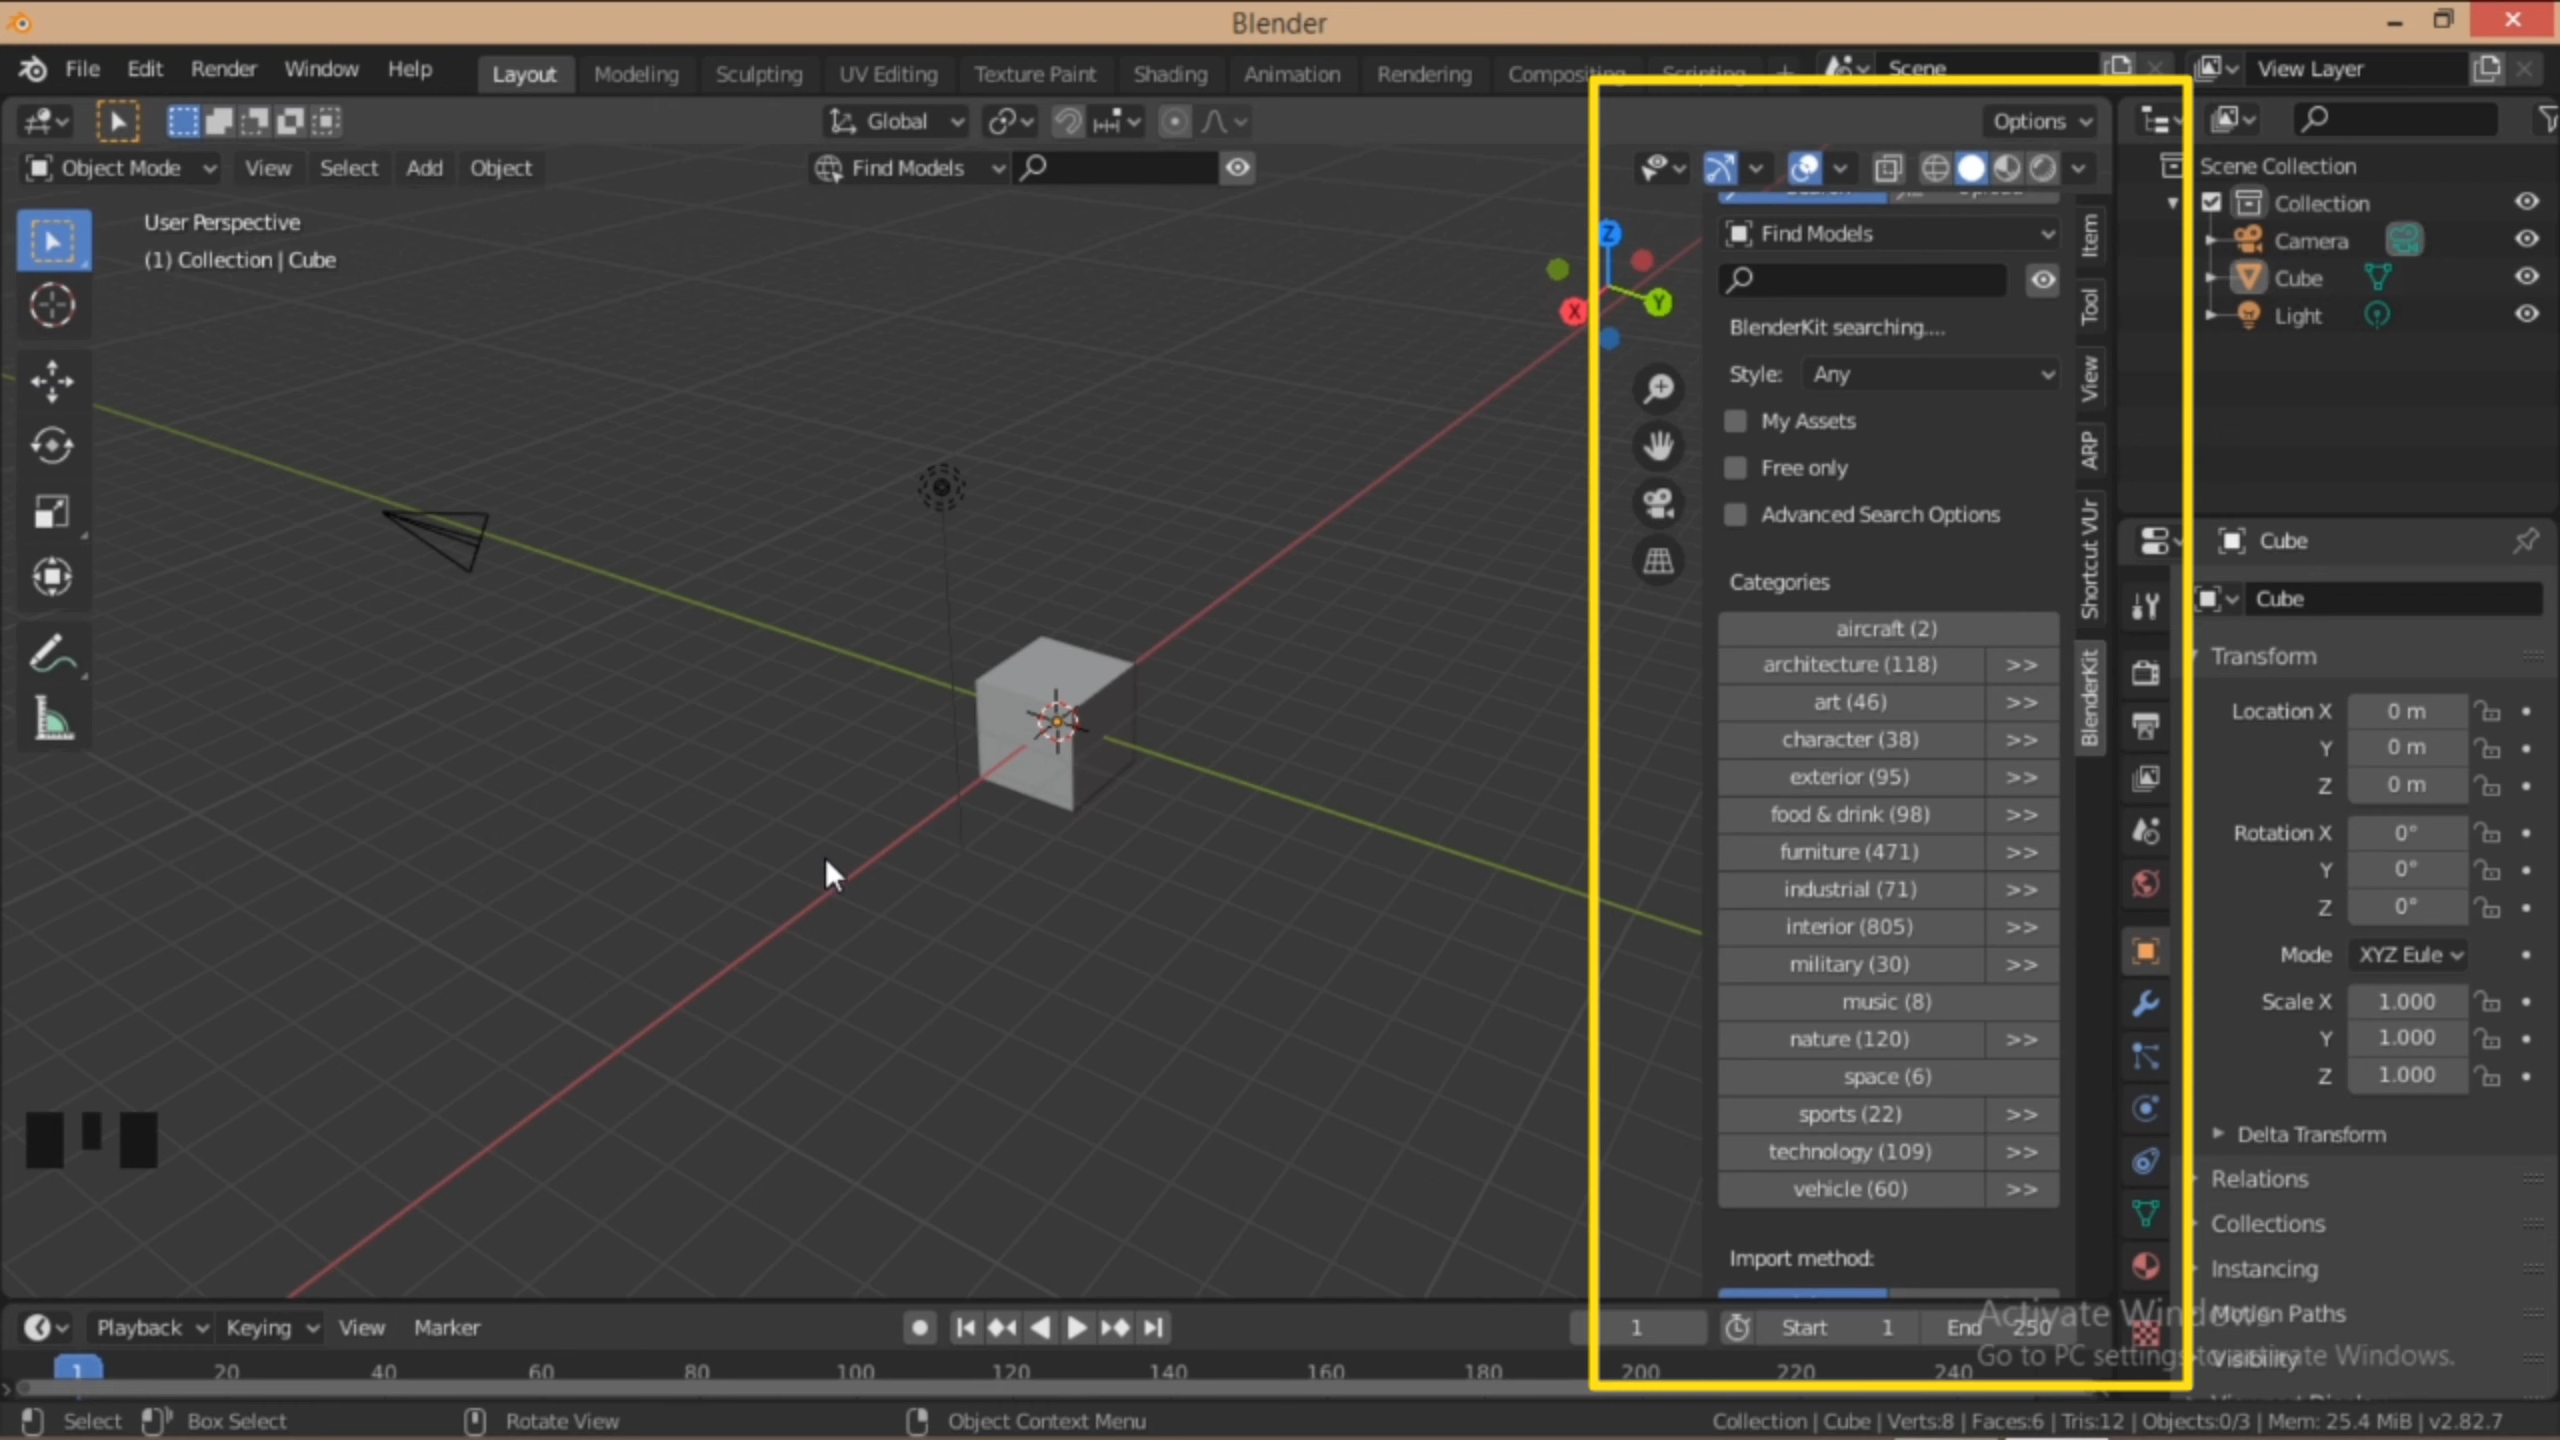 Blender
File Edit Render Window Help Layout Modeling Sculpting UV Editing Texture Paint Shading Animation Rendering Compositing Scripting + Scene View Layer
Global Options
Object Mode View Select Add Object Find Models
User Perspective
(1) Collection | Cube
Z
Y
X
Find Models
BlenderKit searching....
Style: Any
My Assets
Free only
Advanced Search Options
Categories
aircraft (2)
architecture (118) >>
art (46) >>
character (38) >>
exterior (95) >>
food & drink (98) >>
furniture (471) >>
industrial (71) >>
interior (805) >>
military (30) >>
music (8)
nature (120) >>
space (6)
sports (22) >>
technology (109) >>
vehicle (60) >>
Import method:
Item
Tool
View
ARP
Shortcut VUr
BlenderKit
Scene Collection
Collection
Camera
Cube
Light
Cube
Cube
Transform
Location X 0 m
Y 0 m
Z 0 m
Rotation X 0°
Y 0°
Z 0°
Mode XYZ Eule
Scale X 1.000
Y 1.000
Z 1.000
Delta Transform
Relations
Collections
Instancing
Motion Paths
Visibility
Activate Windows
Go to PC settings to activate Windows.
Playback Keying View Marker 1 Start 1 End 250
1 20 40 60 80 100 120 140 160 180 200 220 240
Select Box Select Rotate View Object Context Menu Collection | Cube | Verts:8 | Faces:6 | Tris:12 | Objects:0/3 | Mem: 25.4 MiB | v2.82.7